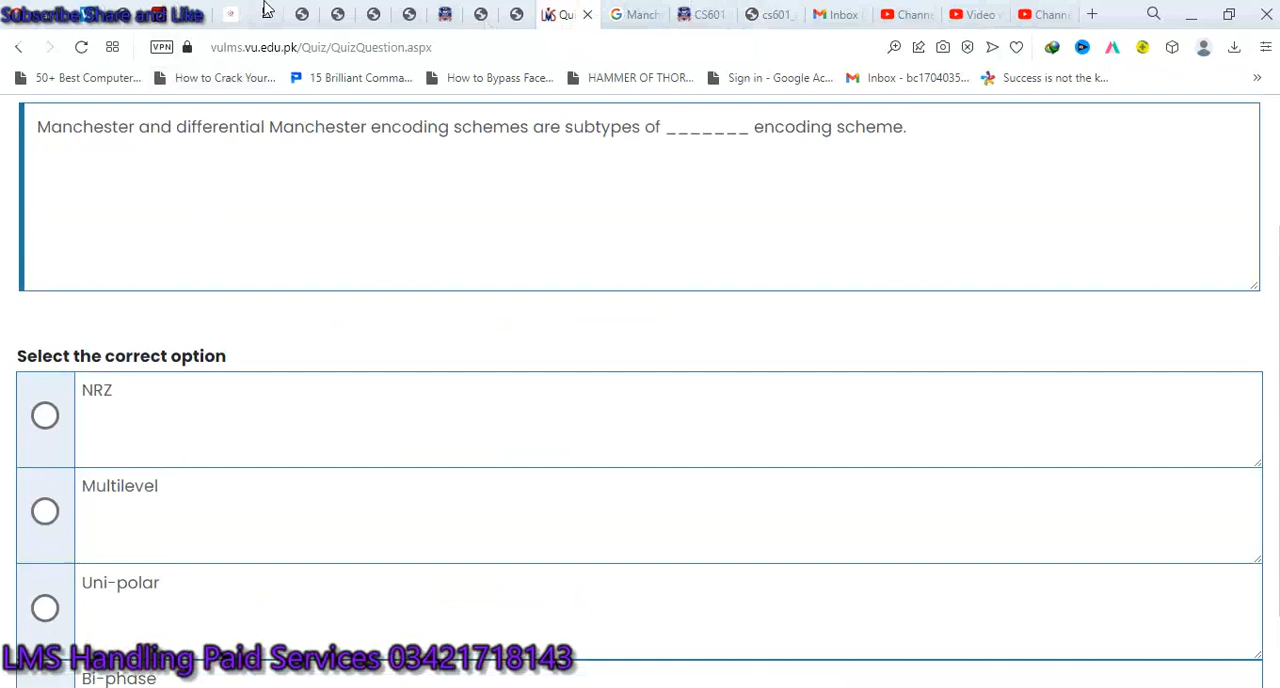 Subscribe Share and Like
Qu
Manch
CS601
cs601_
Inbox (
Chann
Video
Chann
VPN
vulms.vu.edu.pk/Quiz/QuizQuestion.aspx
50+ Best Computer...
How to Crack Your...
15 Brilliant Comma...
How to Bypass Face...
HAMMER OF THOR...
Sign in - Google Ac...
Inbox - bc1704035...
Success is not the k...
»
Manchester and differential Manchester encoding schemes are subtypes of _______ encoding scheme.
Select the correct option
NRZ
Multilevel
Uni-polar
LMS Handling Paid Services 03421718143
Bi-phase